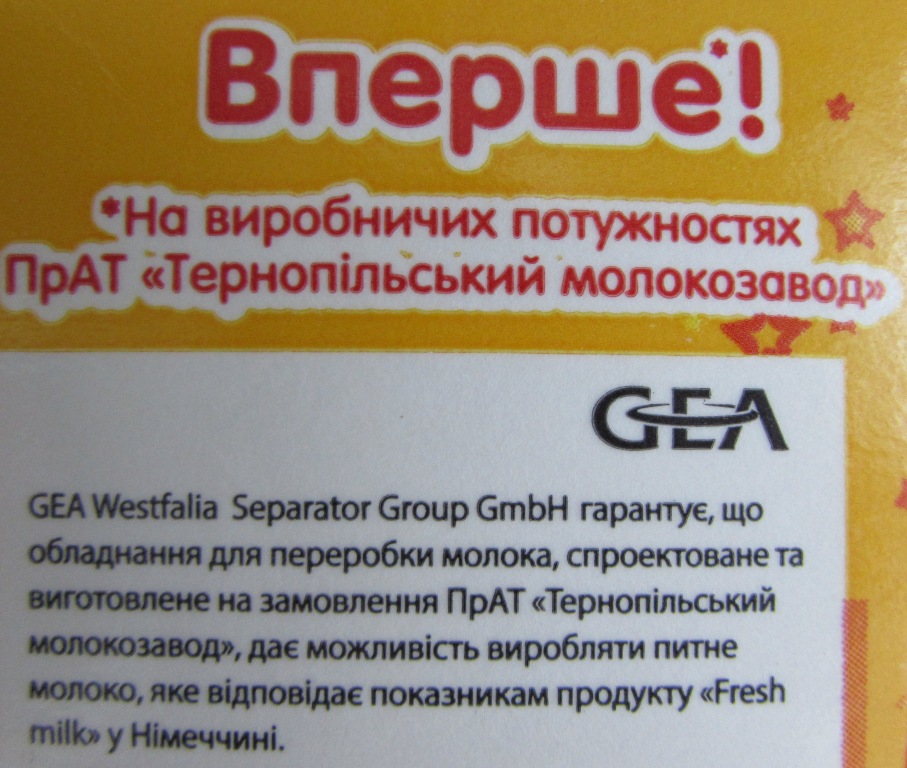 Вперше*!
*На виробничих потужностях
ПрАТ «Тернопільський молокозавод»
GEA
GEA Westfalia Separator Group GmbH гарантує, що
обладнання для переробки молока, спроектоване та
виготовлене на замовлення ПрАТ «Тернопільський
молокозавод», дає можливість виробляти питне
молоко, яке відповідає показникам продукту «Fresh
milk» у Німеччині.